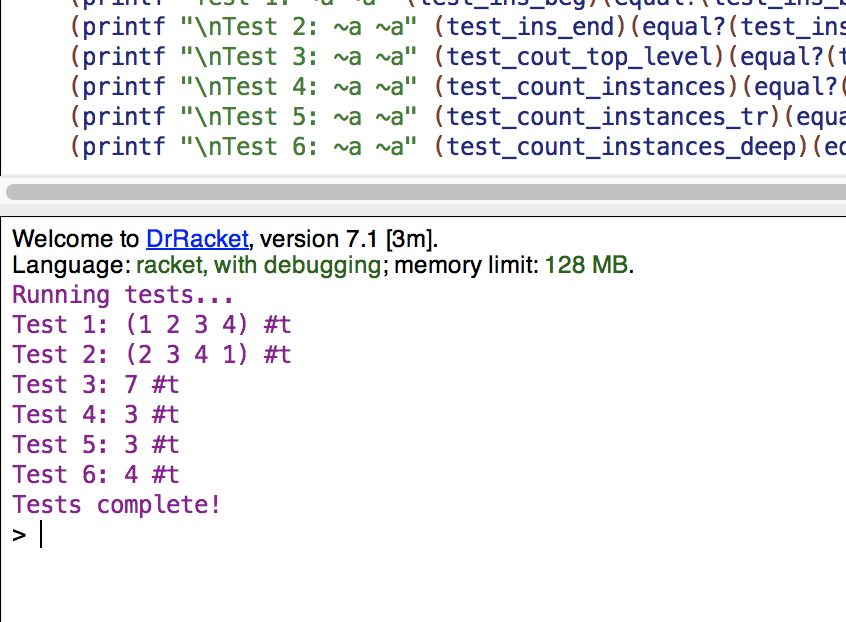 (printf "\nTest 2: ~a ~a" (test_ins_end)(equal?(test_ins
(printf "\nTest 3: ~a ~a" (test_cout_top_level)(equal?(t
(printf "\nTest 4: ~a ~a" (test_count_instances)(equal?(
(printf "\nTest 5: ~a ~a" (test_count_instances_tr)(equa
(printf "\nTest 6: ~a ~a" (test_count_instances_deep)(eq
Welcome to DrRacket, version 7.1 [3m].
Language: racket, with debugging; memory limit: 128 MB.
Running tests...
Test 1: (1 2 3 4) #t
Test 2: (2 3 4 1) #t
Test 3: 7 #t
Test 4: 3 #t
Test 5: 3 #t
Test 6: 4 #t
Tests complete!
>